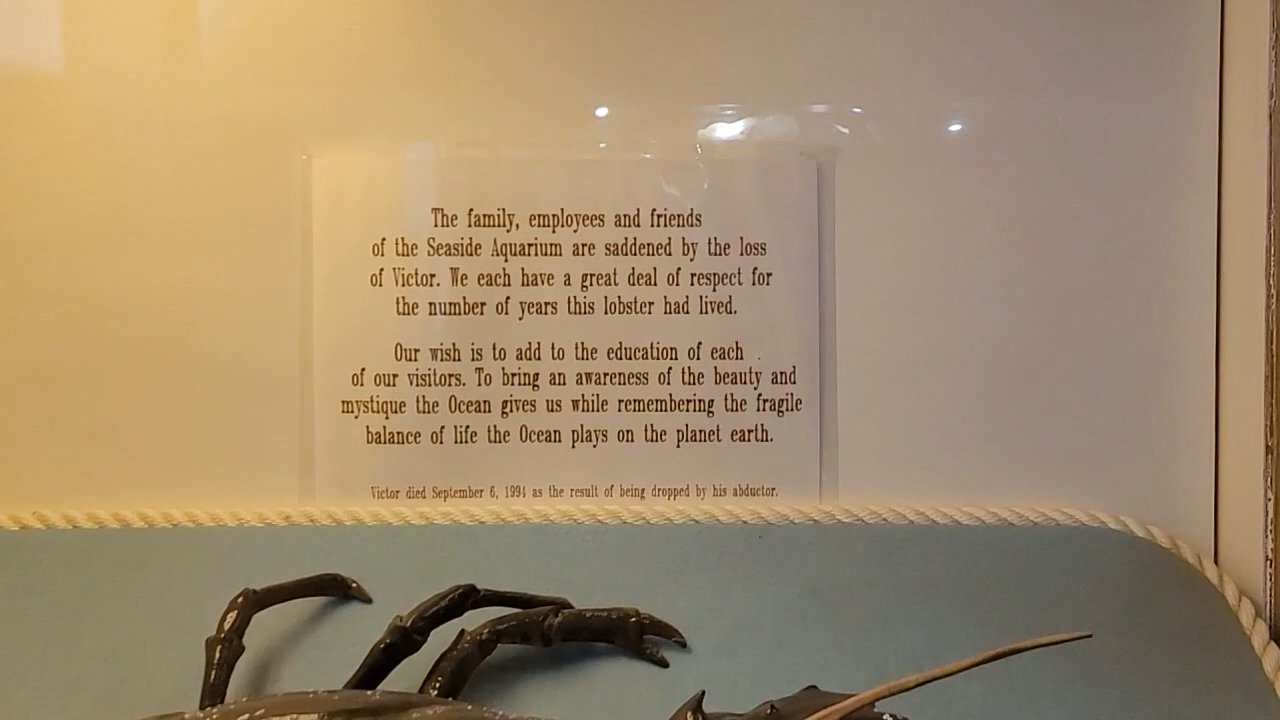 The family, employees and friends
of the Seaside Aquarium are saddened by the loss
of Victor. We each have a great deal of respect for
the number of years this lobster had lived.
Our wish is to add to the education of each .
of our visitors. To bring an awareness of the beauty and
mystique the Ocean gives us while remembering the fragile
balance of life the Ocean plays on the planet earth.
Victor died September 6, 1994 as the result of being dropped by his abductor.